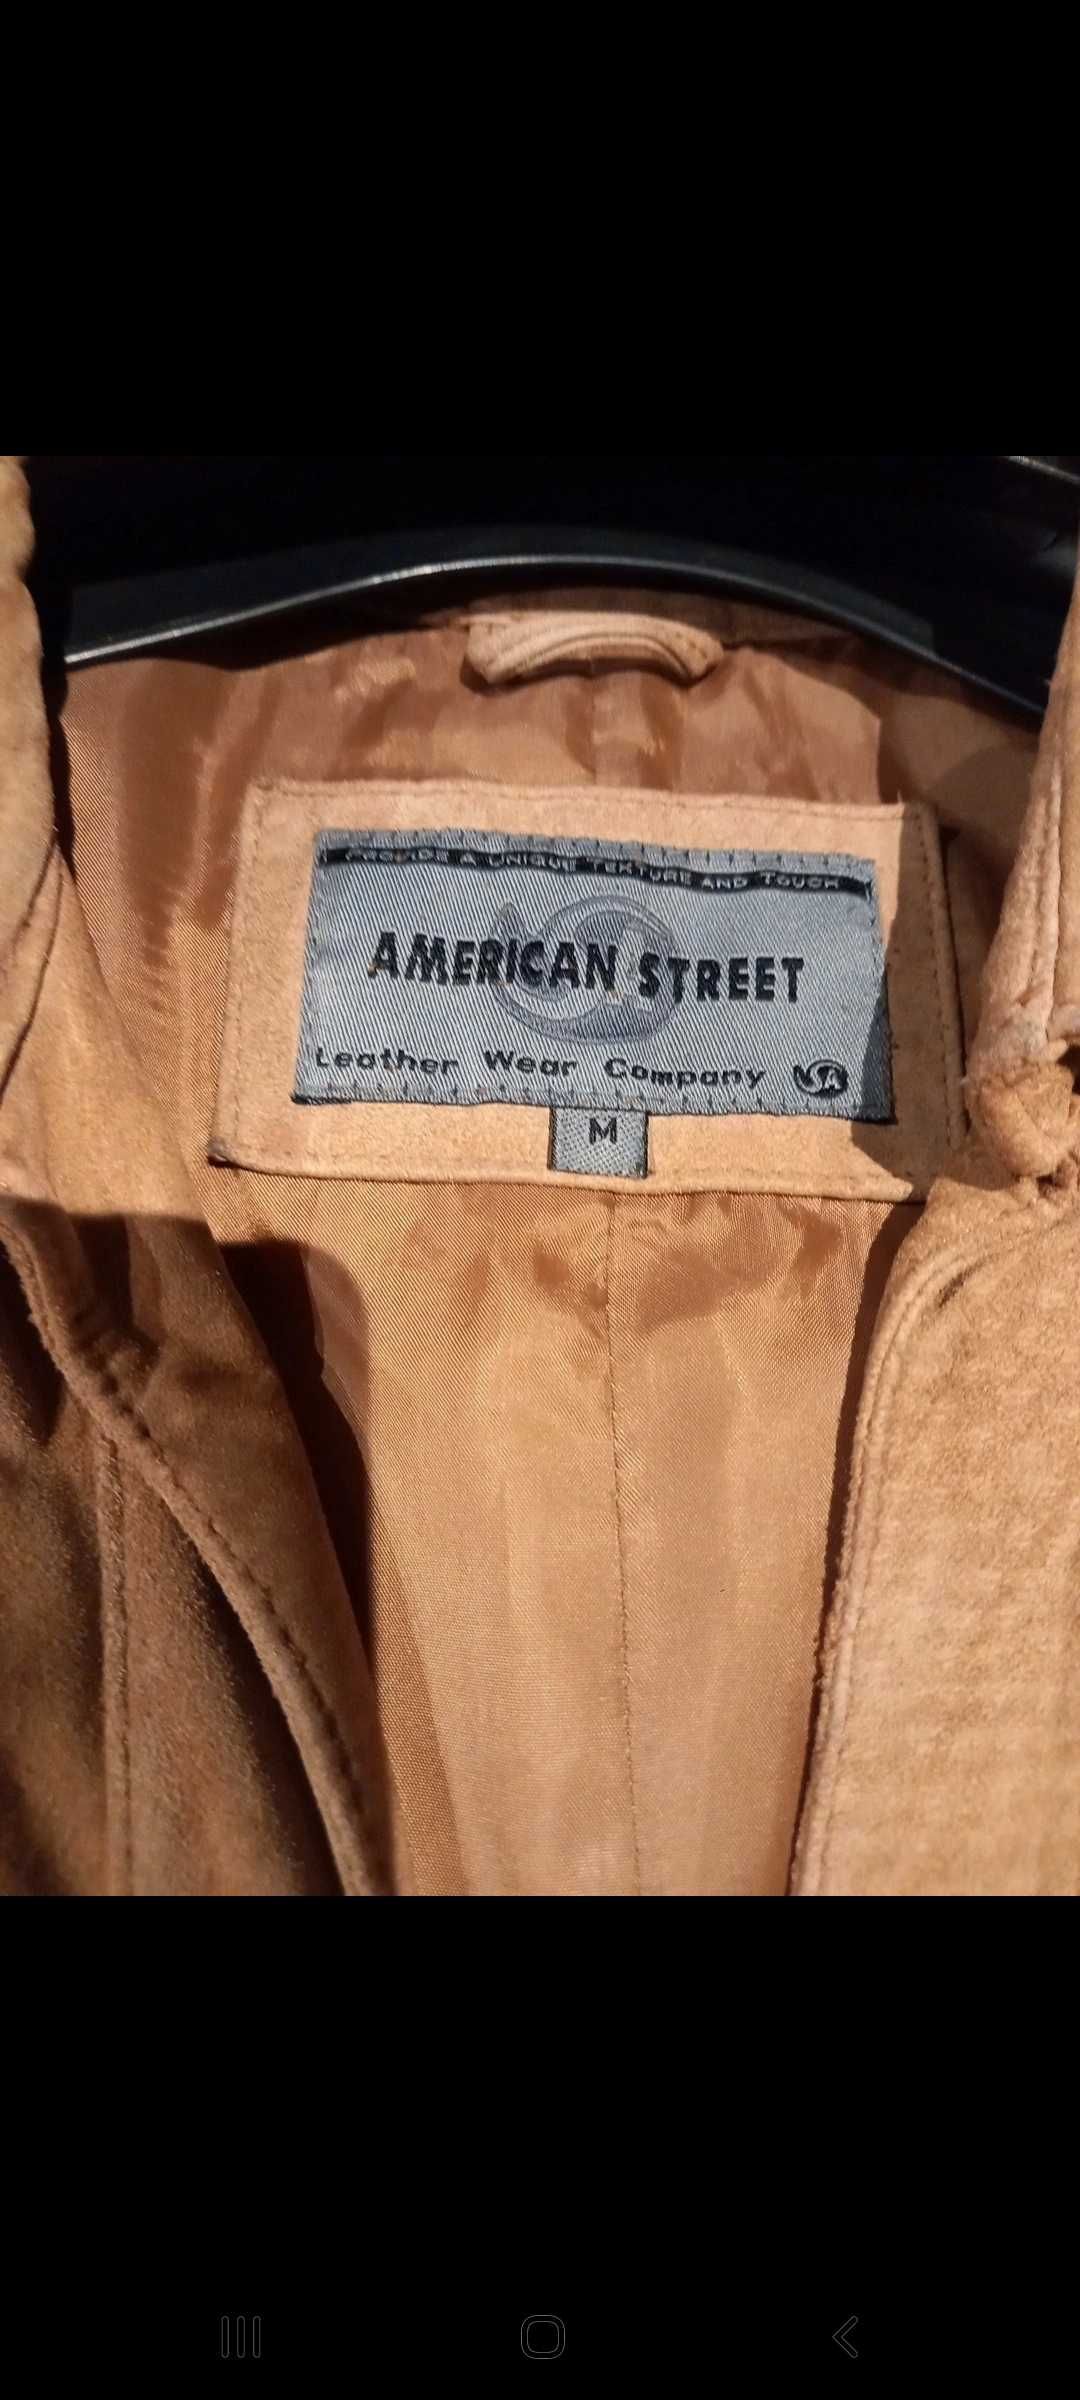 PROVIDE A UNIQUE TEXTURE AND TOUCH
AMERICAN STREET
Leather Wear Company
M